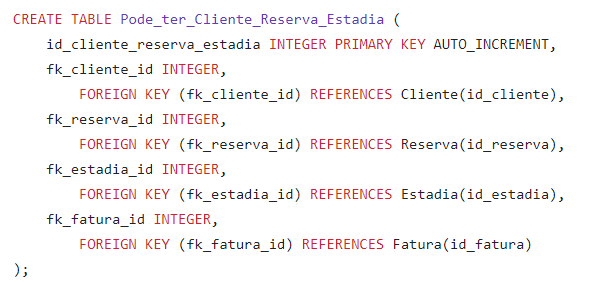 CREATE TABLE Pode_ter_Cliente_Reserva_Estadia (
    id_cliente_reserva_estadia INTEGER PRIMARY KEY AUTO_INCREMENT,
    fk_cliente_id INTEGER,
        FOREIGN KEY (fk_cliente_id) REFERENCES Cliente(id_cliente),
    fk_reserva_id INTEGER,
        FOREIGN KEY (fk_reserva_id) REFERENCES Reserva(id_reserva),
    fk_estadia_id INTEGER,
        FOREIGN KEY (fk_estadia_id) REFERENCES Estadia(id_estadia),
    fk_fatura_id INTEGER,
        FOREIGN KEY (fk_fatura_id) REFERENCES Fatura(id_fatura)
);